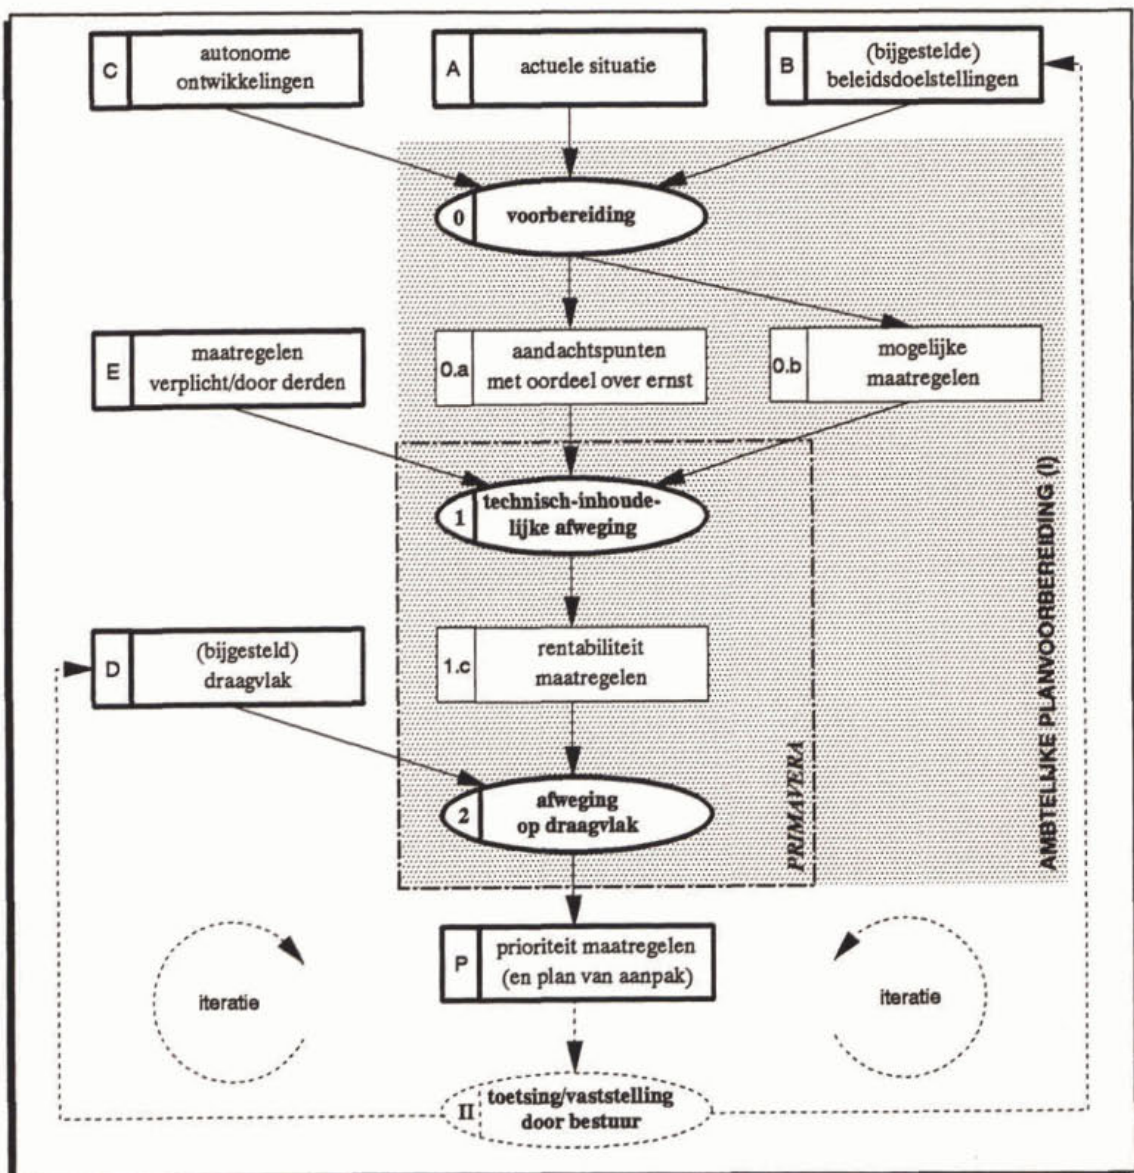 C
autonome
ontwikkelingen
A
actuele situatie
B
(bijgestelde)
beleidsdoelstellingen
0
voorbereiding
E
maatregelen
verplicht/door derden
0.a
aandachtspunten
met oordeel over ernst
0.b
mogelijke
maatregelen
1
technisch-inhoude-
lijke afweging
D
(bijgesteld)
draagvlak
1.c
rentabiliteit
maatregelen
2
afweging
op draagvlak
PRIMAVERA
AMBTELIJKE PLANVOORBEREIDING (I)
P
prioriteit maatregelen
(en plan van aanpak)
iteratie
iteratie
II
toetsing/vaststelling
door bestuur